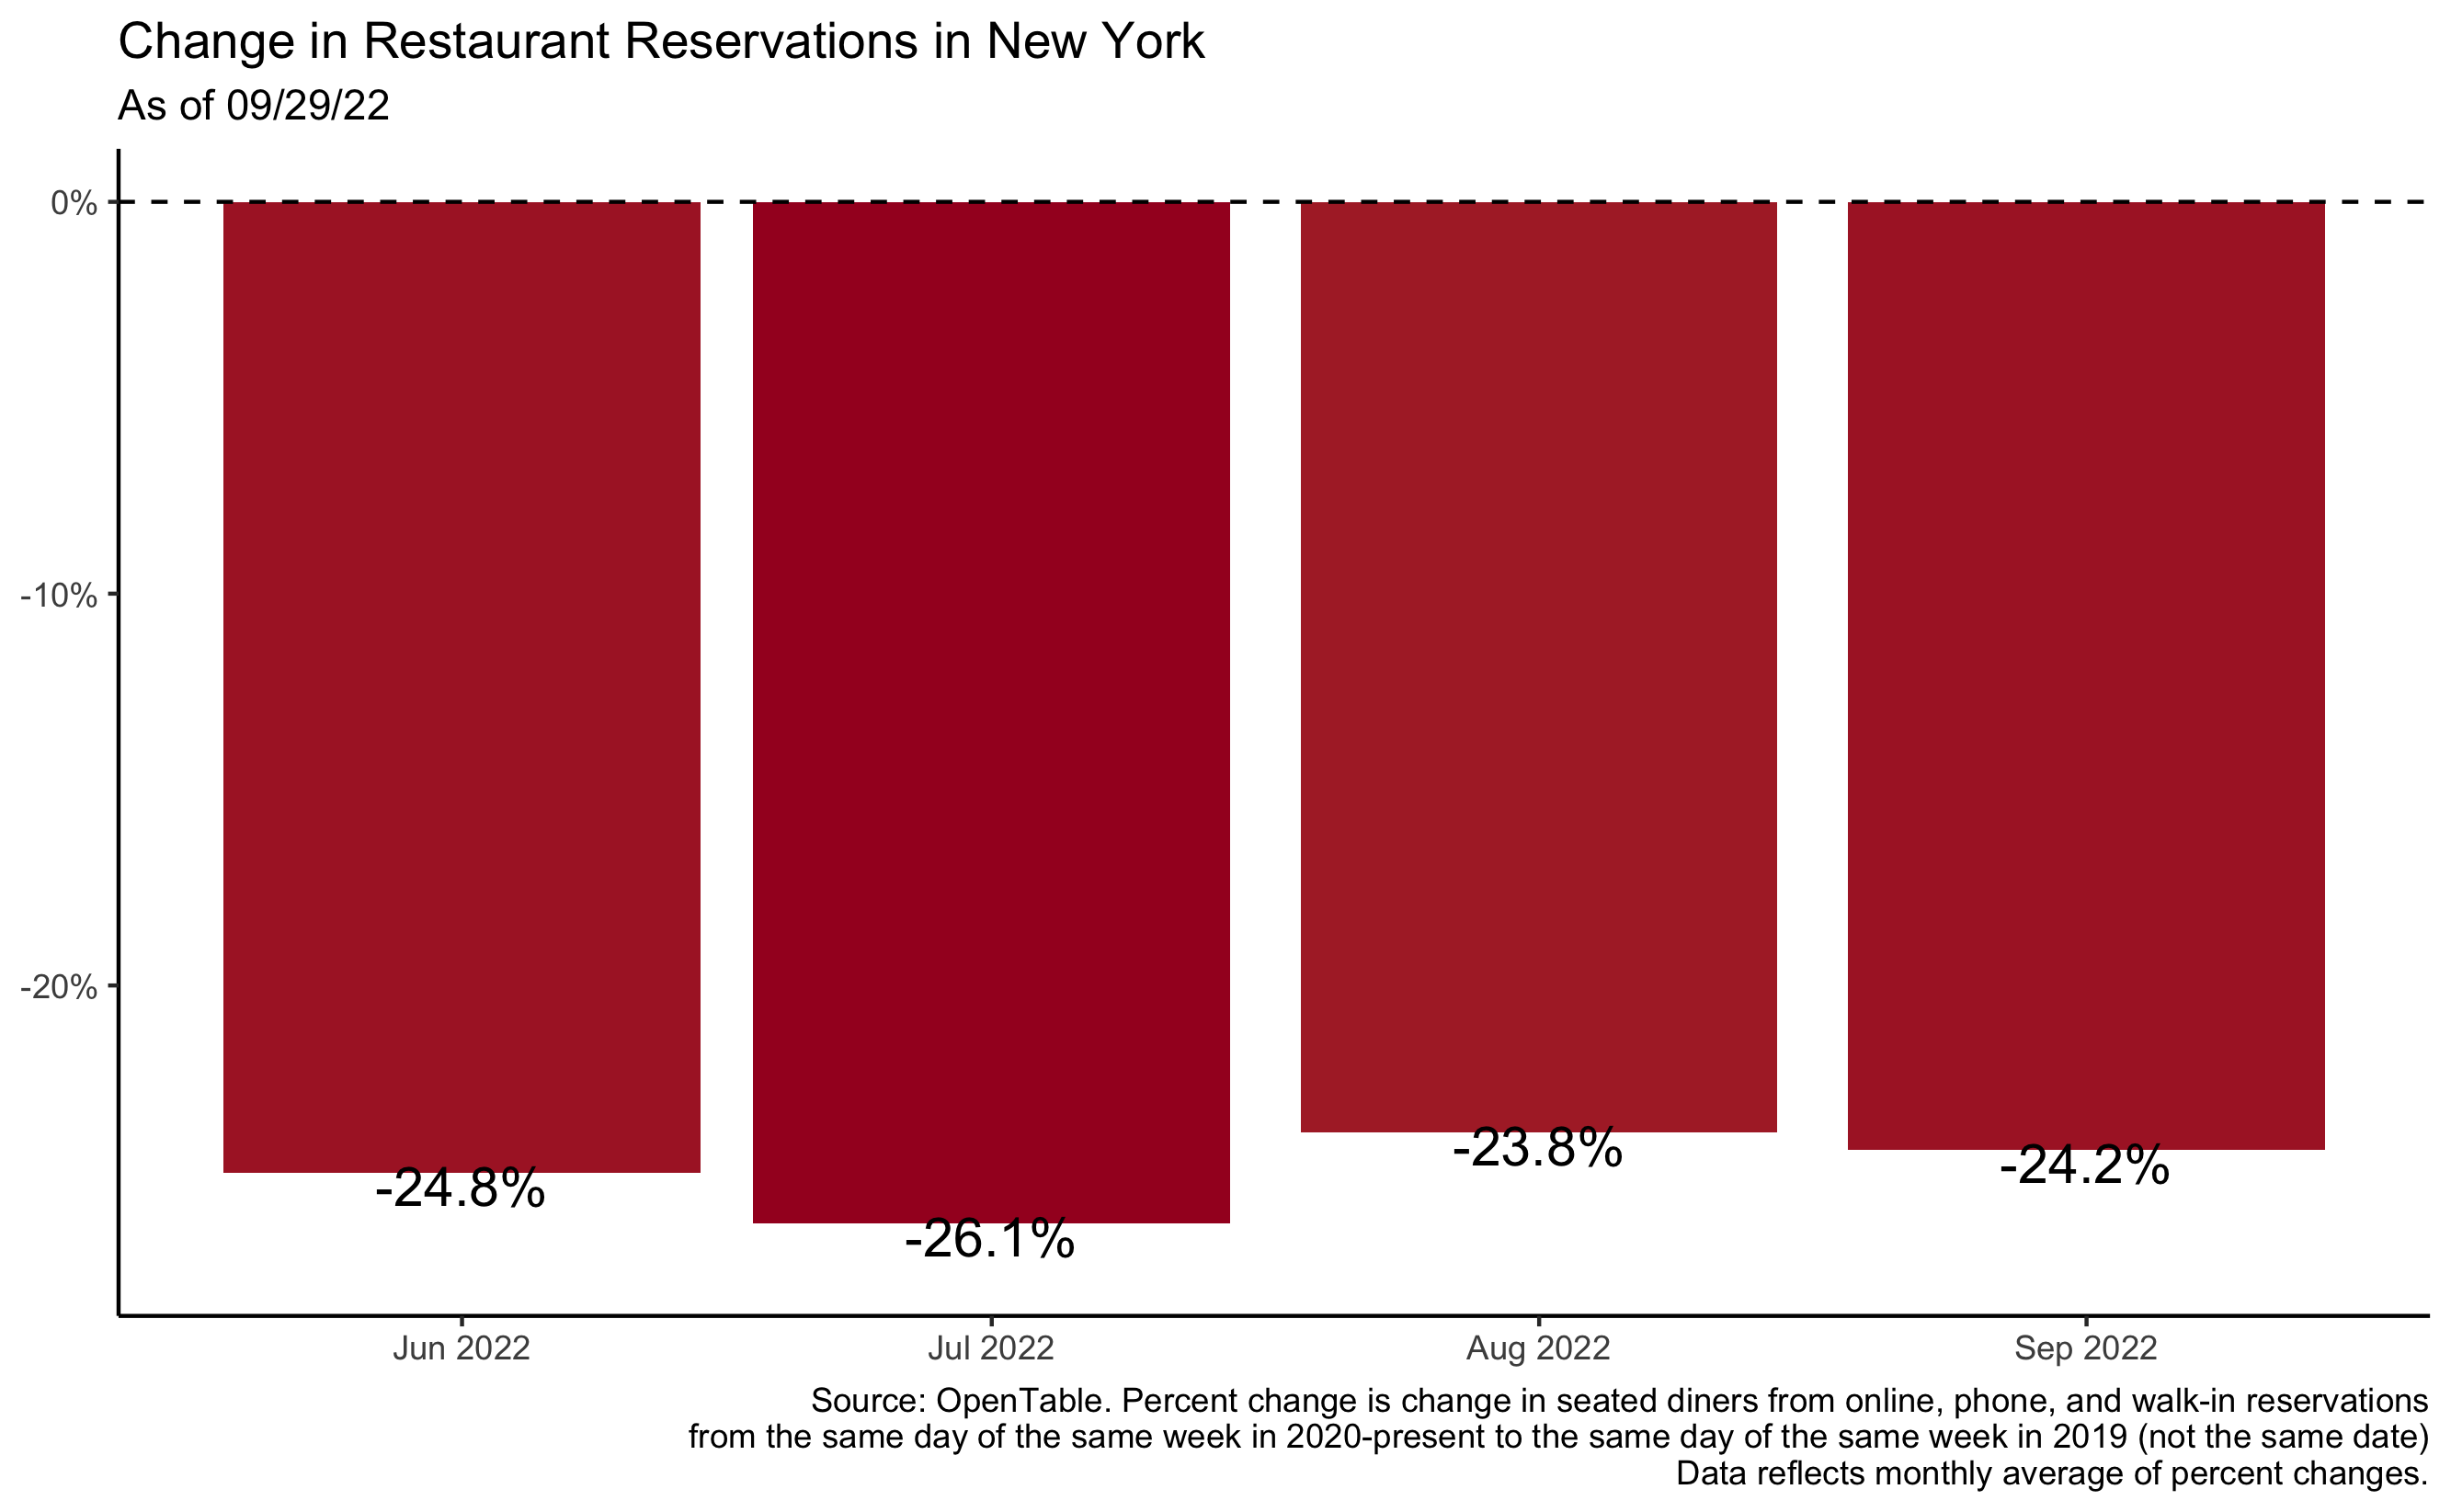 Change in Restaurant Reservations in New York
As of 09/29/22
0%
-10%
-20%
-24.8%
-26.1%
-23.8%
-24.2%
Jun 2022
Jul 2022
Aug 2022
Sep 2022
Source: OpenTable. Percent change is change in seated diners from online, phone, and walk-in reservations
from the same day of the same week in 2020-present to the same day of the same week in 2019 (not the same date)
Data reflects monthly average of percent changes.